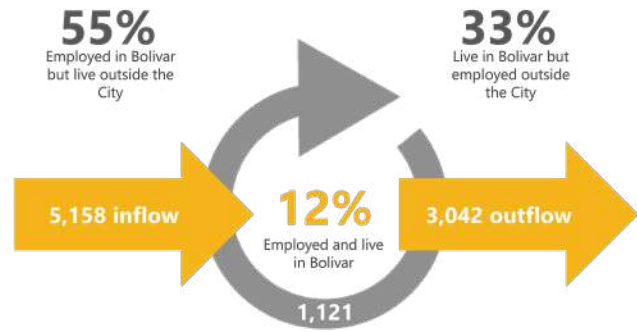 55%
Employed in Bolivar
but live outside the
City
33%
Live in Bolivar but
employed outside
the City
5,158 inflow
12%
Employed and live
in Bolivar
3,042 outflow
1,121